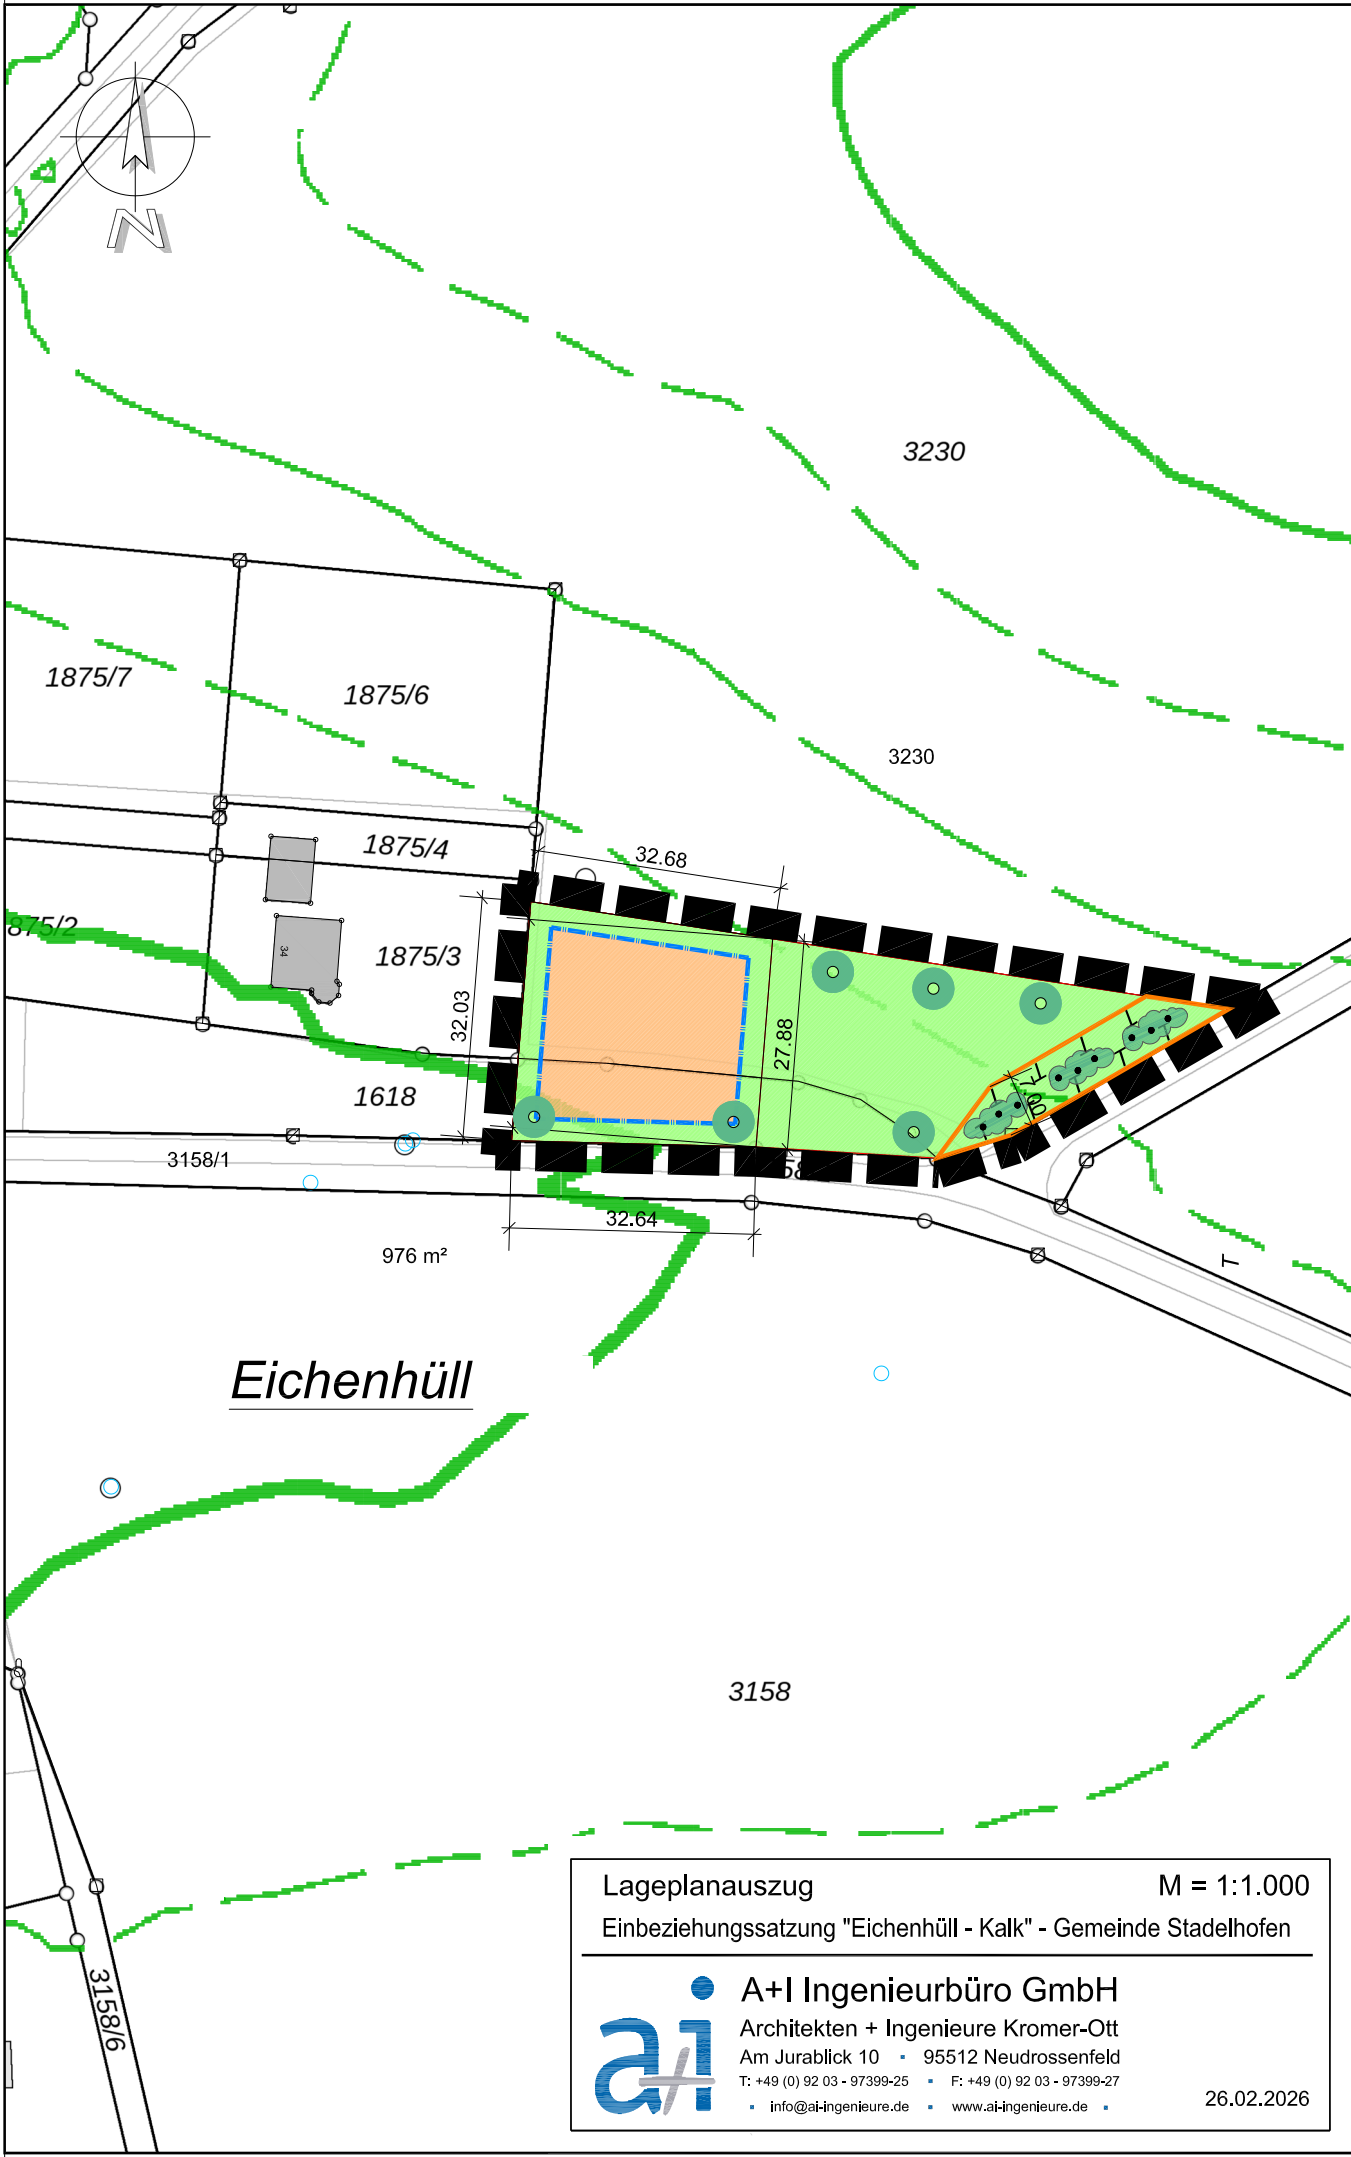 N
3230
1875/7
1875/6
3230
1875/4
32.68
875/2
34
1875/3
32.03
27.88
7.00
1618
3158/1
32.64
976 m²
T
Eichenhüll
3158
3158/6
Lageplanauszug
M = 1:1.000
Einbeziehungssatzung "Eichenhüll - Kalk" - Gemeinde Stadelhofen
a+i
A+I Ingenieurbüro GmbH
Architekten + Ingenieure Kromer-Ott
Am Jurablick 10 • 95512 Neudrossenfeld
T: +49 (0) 92 03 - 97399-25 • F: +49 (0) 92 03 - 97399-27
• info@ai-ingenieure.de • www.ai-ingenieure.de •
26.02.2026